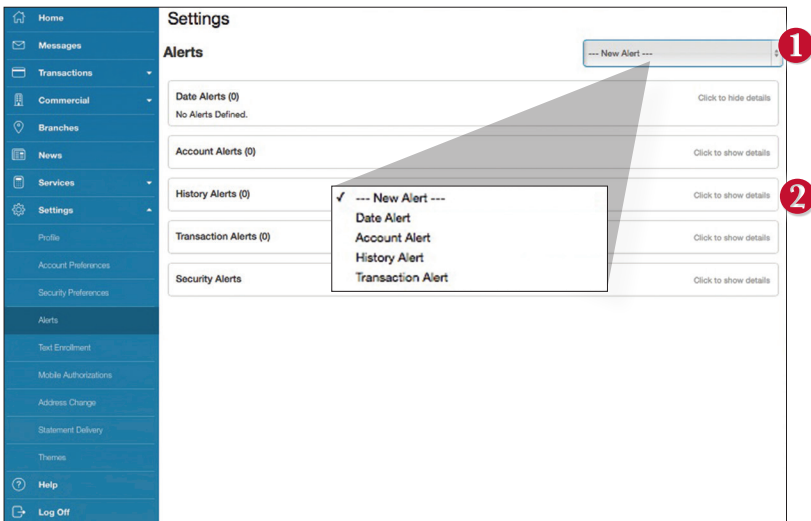 Home
Messages
Transactions
Commercial
Branches
News
Services
Settings
Profile
Account Preferences
Security Preferences
Alerts
Text Enrollment
Mobile Authorizations
Address Change
Statement Delivery
Themes
Help
Log Off
Settings
Alerts
--- New Alert ---
1
Date Alerts (0)
Click to hide details
No Alerts Defined.
Account Alerts (0)
Click to show details
History Alerts (0)
Click to show details
2
Transaction Alerts (0)
Click to show details
Security Alerts
Click to show details
✓ --- New Alert ---
Date Alert
Account Alert
History Alert
Transaction Alert